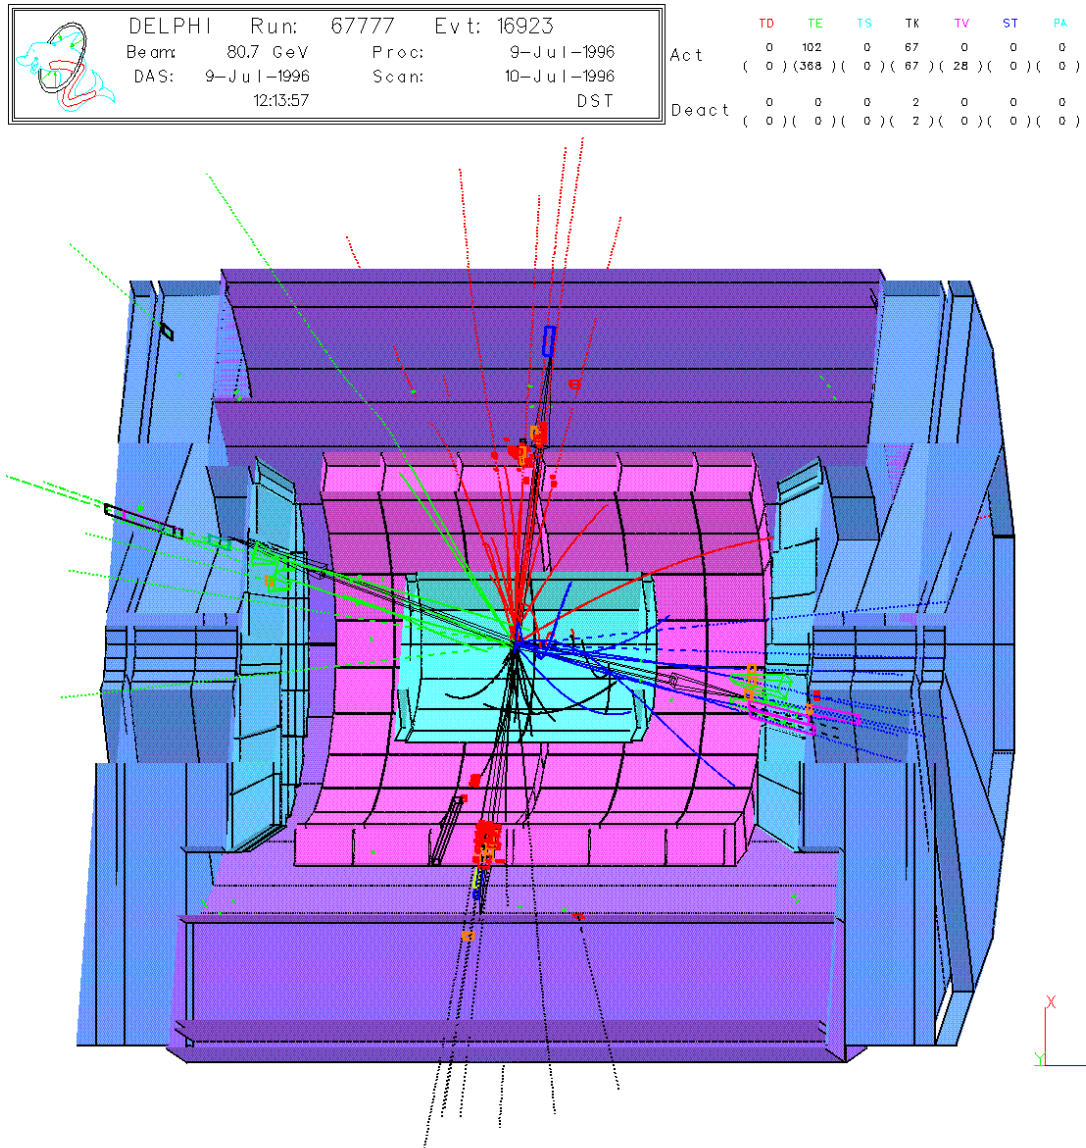 DELPHI Run: 67777 Evt: 16923
Beam: 80.7 GeV Proc: 9-Jul-1996
DAS: 9-Jul-1996 Scan: 10-Jul-1996
12:13:57 DST
TD TE TS TK TV ST PA
Act 0 102 0 67 0 0 0
( 0 )(368 )( 0 )( 67 )( 28 )( 0 )( 0 )
Deact 0 0 0 2 0 0 0
( 0 )( 0 )( 0 )( 2 )( 0 )( 0 )( 0 )
X
Y